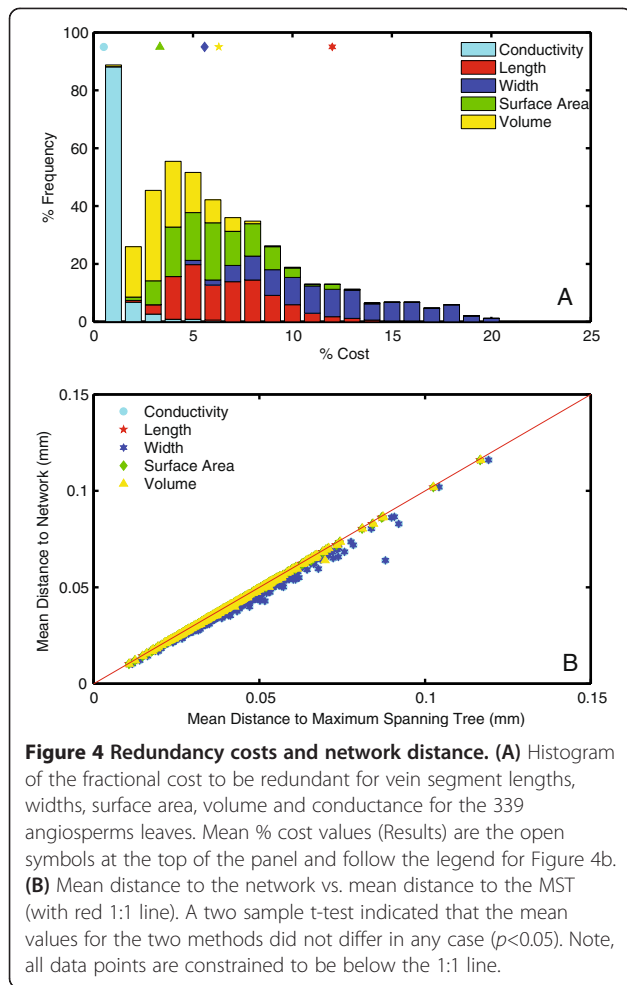 100
80
60
40
20
0
% Frequency
Conductivity
Length
Width
Surface Area
Volume
A
0 5 10 15 20 25
% Cost
0.15
0.1
0.05
0
Mean Distance to Network (mm)
Conductivity
Length
Width
Surface Area
Volume
B
0 0.05 0.1 0.15
Mean Distance to Maximum Spanning Tree (mm)
Figure 4 Redundancy costs and network distance. (A) Histogram
of the fractional cost to be redundant for vein segment lengths,
widths, surface area, volume and conductance for the 339
angiosperms leaves. Mean % cost values (Results) are the open
symbols at the top of the panel and follow the legend for Figure 4b.
(B) Mean distance to the network vs. mean distance to the MST
(with red 1:1 line). A two sample t-test indicated that the mean
values for the two methods did not differ in any case (p<0.05). Note,
all data points are constrained to be below the 1:1 line.